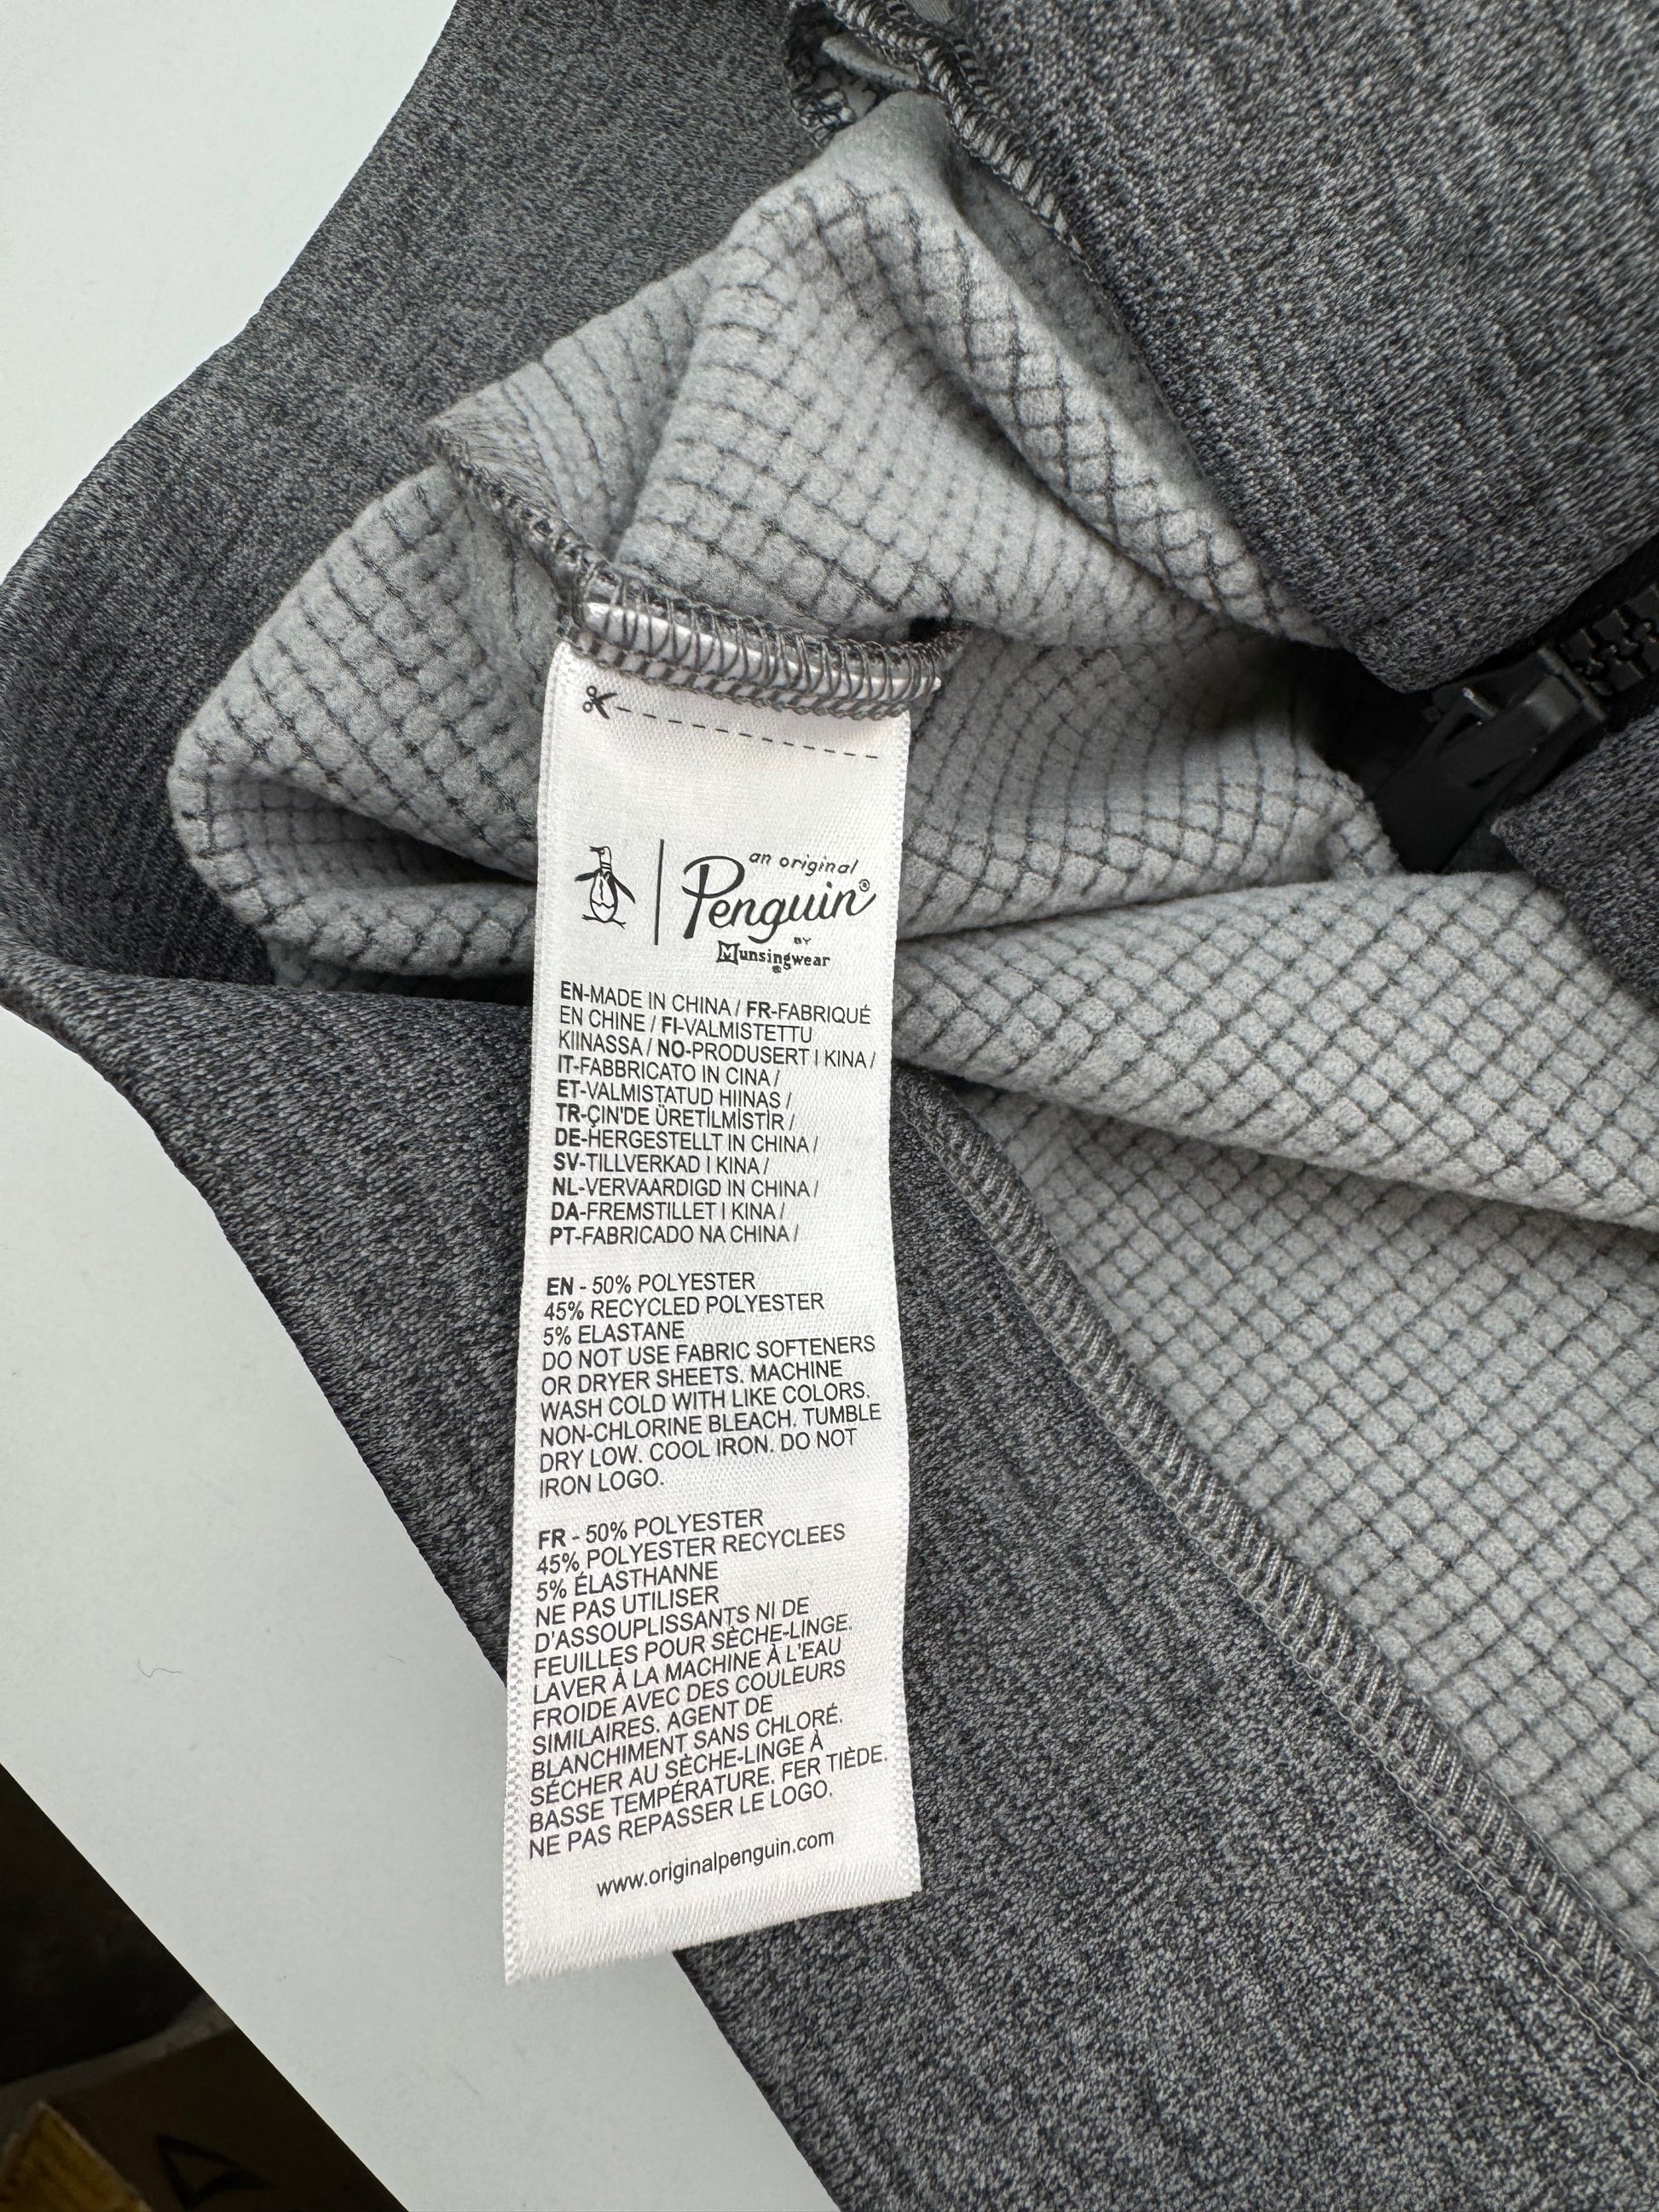 an original
Penguin®
BY
Munsingwear
®
EN-MADE IN CHINA / FR-FABRIQUÉ
EN CHINE / FI-VALMISTETTU
KIINASSA / NO-PRODUSERT I KINA /
IT-FABBRICATO IN CINA /
ET-VALMISTATUD HIINAS /
TR-ÇIN'DE ÜRETİLMİSTİR /
DE-HERGESTELLT IN CHINA /
SV-TILLVERKAD I KINA /
NL-VERVAARDIGD IN CHINA /
DA-FREMSTILLET I KINA /
PT-FABRICADO NA CHINA /
EN - 50% POLYESTER
45% RECYCLED POLYESTER
5% ELASTANE
DO NOT USE FABRIC SOFTENERS
OR DRYER SHEETS. MACHINE
WASH COLD WITH LIKE COLORS.
NON-CHLORINE BLEACH. TUMBLE
DRY LOW. COOL IRON. DO NOT
IRON LOGO.
FR - 50% POLYESTER
45% POLYESTER RECYCLEES
5% ÉLASTHANNE
NE PAS UTILISER
D'ASSOUPLISSANTS NI DE
FEUILLES POUR SÈCHE-LINGE.
LAVER À LA MACHINE À L'EAU
FROIDE AVEC DES COULEURS
SIMILAIRES. AGENT DE
BLANCHIMENT SANS CHLORÉ.
SÉCHER AU SÈCHE-LINGE À
BASSE TEMPÉRATURE. FER TIÈDE.
NE PAS REPASSER LE LOGO.
www.originalpenguin.com